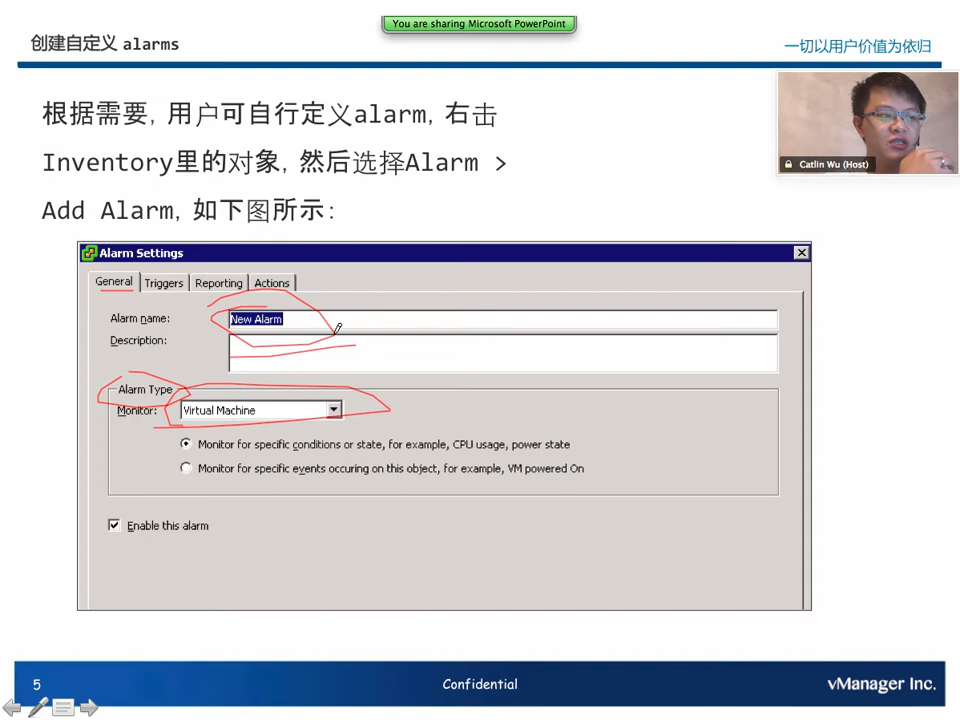 You are sharing Microsoft PowerPoint
创建自定义 alarms
一切以用户价值为依归
根据需要, 用户可自行定义alarm, 右击
Inventory里的对象, 然后选择Alarm >
Add Alarm, 如下图所示:
Catlin Wu (Host)
Alarm Settings
General Triggers Reporting Actions
Alarm name: New Alarm
Description:
Alarm Type
Monitor: Virtual Machine
Monitor for specific conditions or state, for example, CPU usage, power state
Monitor for specific events occuring on this object, for example, VM powered On
Enable this alarm
5 Confidential vManager Inc.